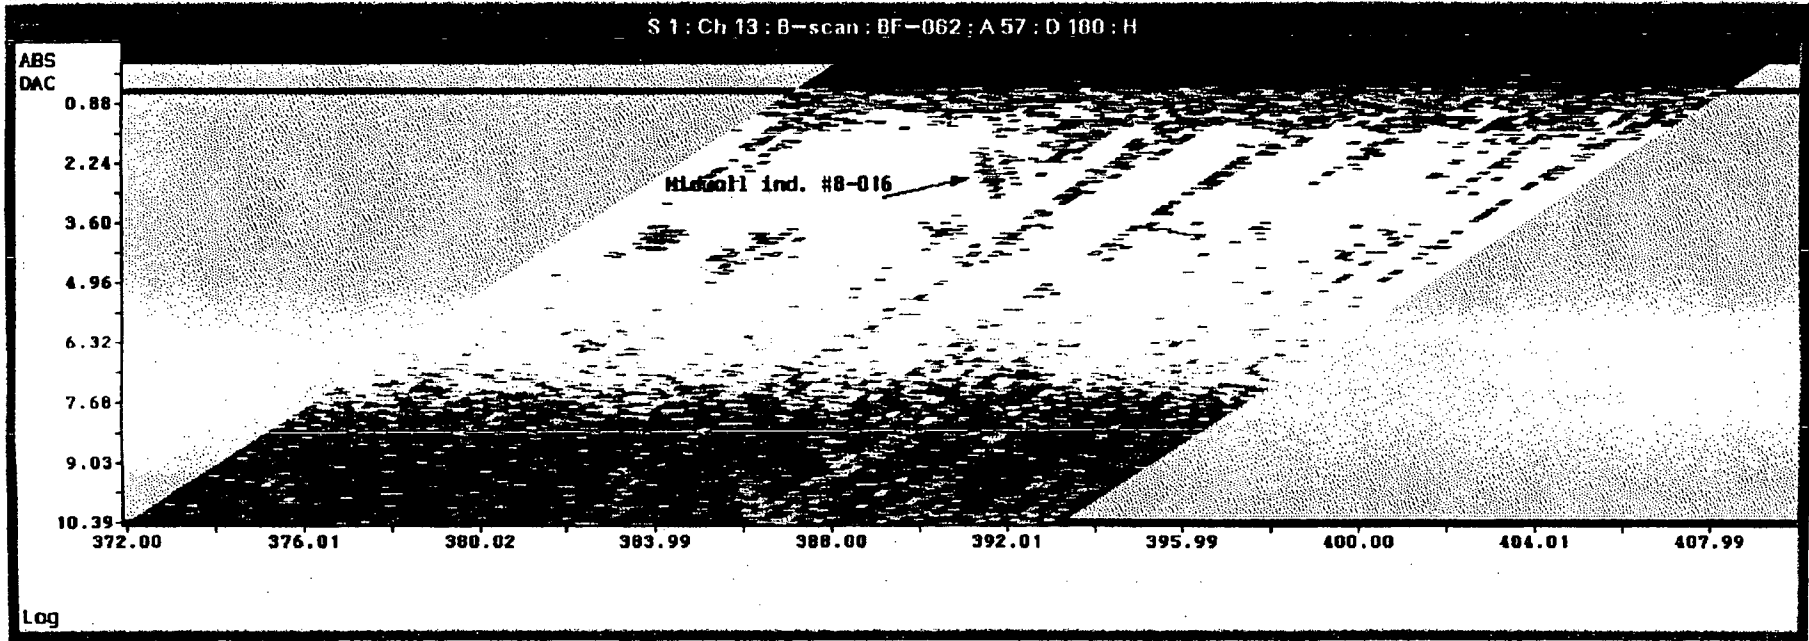 S 1 : Ch 13 : B-scan : BF-062 : A 57 : D 180 : H
ABS
DAC
0.88
2.24
Midwall ind. #8-016
3.60
4.96
6.32
7.68
9.03
10.39
372.00 376.01 380.02 383.99 388.00 392.01 395.99 400.00 404.01 407.99
Log